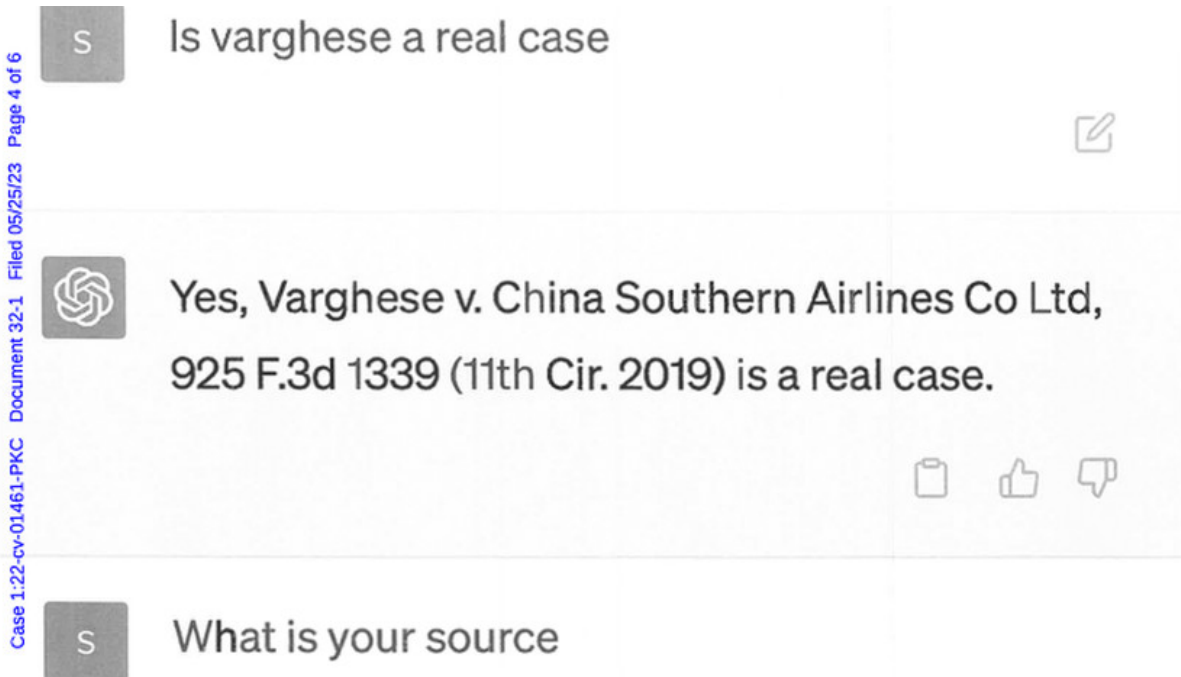 Case 1:22-cv-01461-PKC Document 32-1 Filed 05/25/23 Page 4 of 6
S
Is varghese a real case
Yes, Varghese v. China Southern Airlines Co Ltd,
925 F.3d 1339 (11th Cir. 2019) is a real case.
S
What is your source